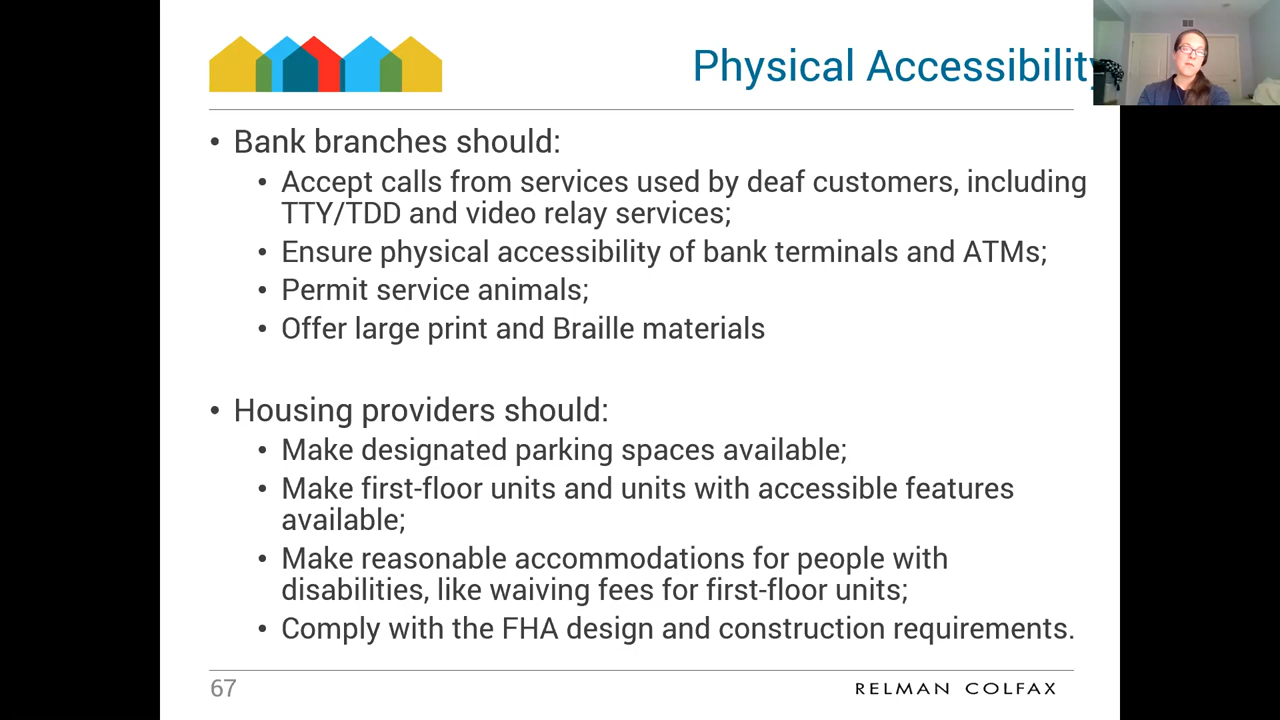 Physical Accessibility
• Bank branches should:
• Accept calls from services used by deaf customers, including
TTY/TDD and video relay services;
• Ensure physical accessibility of bank terminals and ATMs;
• Permit service animals;
• Offer large print and Braille materials
• Housing providers should:
• Make designated parking spaces available;
• Make first-floor units and units with accessible features
available;
• Make reasonable accommodations for people with
disabilities, like waiving fees for first-floor units;
• Comply with the FHA design and construction requirements.
67
RELMAN COLFAX